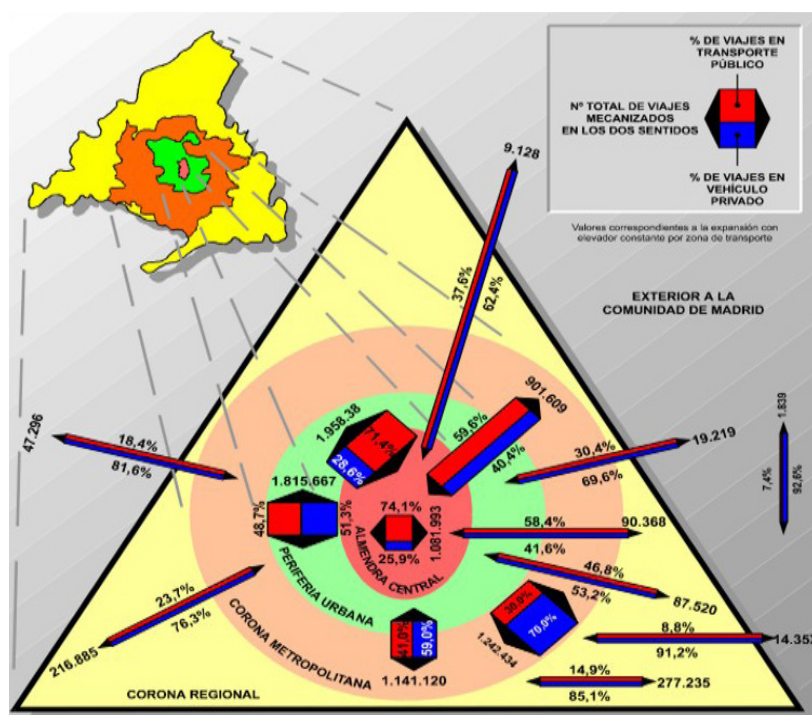 % DE VIAJES EN
TRANSPORTE
PÚBLICO
Nº TOTAL DE VIAJES
MECANIZADOS
EN LOS DOS SENTIDOS
% DE VIAJES EN
VEHÍCULO
PRIVADO
Valores correspondientes a la expansión con
elevador constante por zona de transporte
EXTERIOR A LA
COMUNIDAD DE MADRID
9.128
37,6%
62,4%
901.609
59,6%
40,4%
1.958.38
71,4%
28,6%
47.296
18,4%
81,6%
30,4%
19.219
69,6%
1.839
7,4%
92,6%
1.815.667
48,7%
51,3%
74,1%
25,9%
1.081.993
ALMENDRA CENTRAL
58,4%
90.368
41,6%
PERIFERIA URBANA
46,8%
53,2%
87.520
23,7%
76,3%
216.885
CORONA METROPOLITANA
41,0%
59,0%
1.141.120
30,0%
70,0%
1.242.434
8,8%
14.357
91,2%
14,9%
277.235
85,1%
CORONA REGIONAL